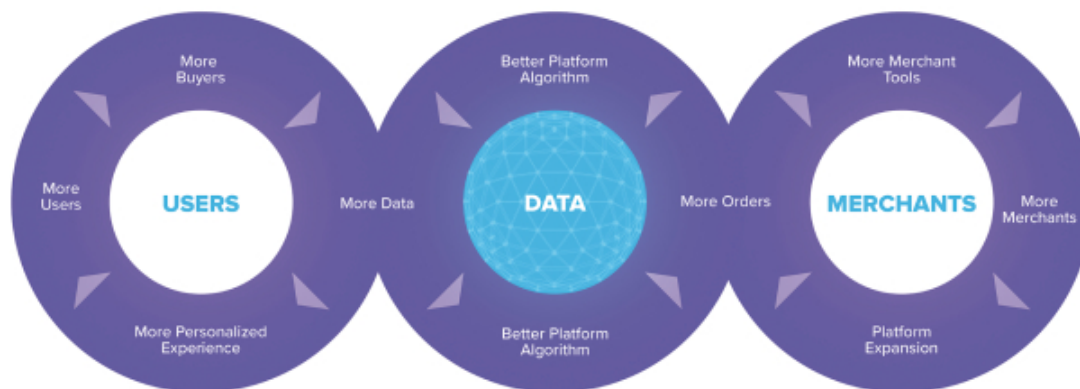 More
Buyers
More
Users
USERS
More Data
More Personalized
Experience
Better Platform
Algorithm
DATA
More Orders
Better Platform
Algorithm
More Merchant
Tools
MERCHANTS
More
Merchants
Platform
Expansion